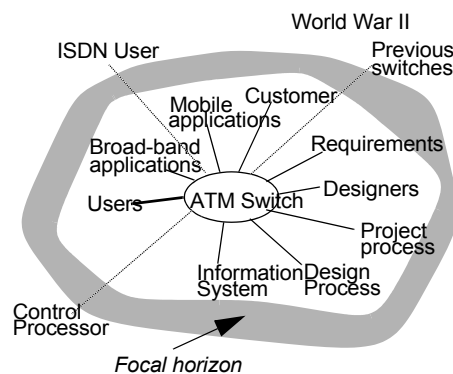 World War II
ISDN User
Previous
switches
Customer
Mobile
applications
Requirements
Broad-band
applications
Designers
Users
ATM Switch
Project
process
Information
System
Design
Process
Control
Processor
Focal horizon